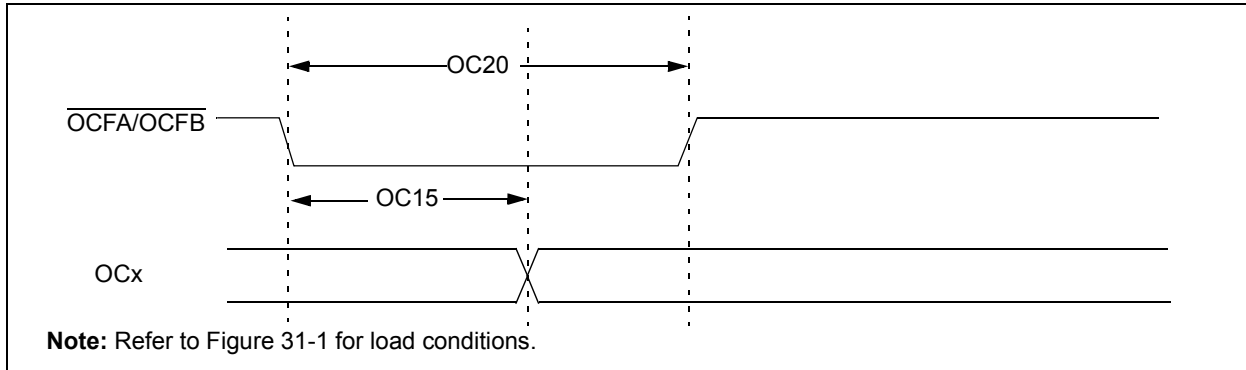 OC20
OCFA/OCFB
OC15
OCx
Note: Refer to Figure 31-1 for load conditions.